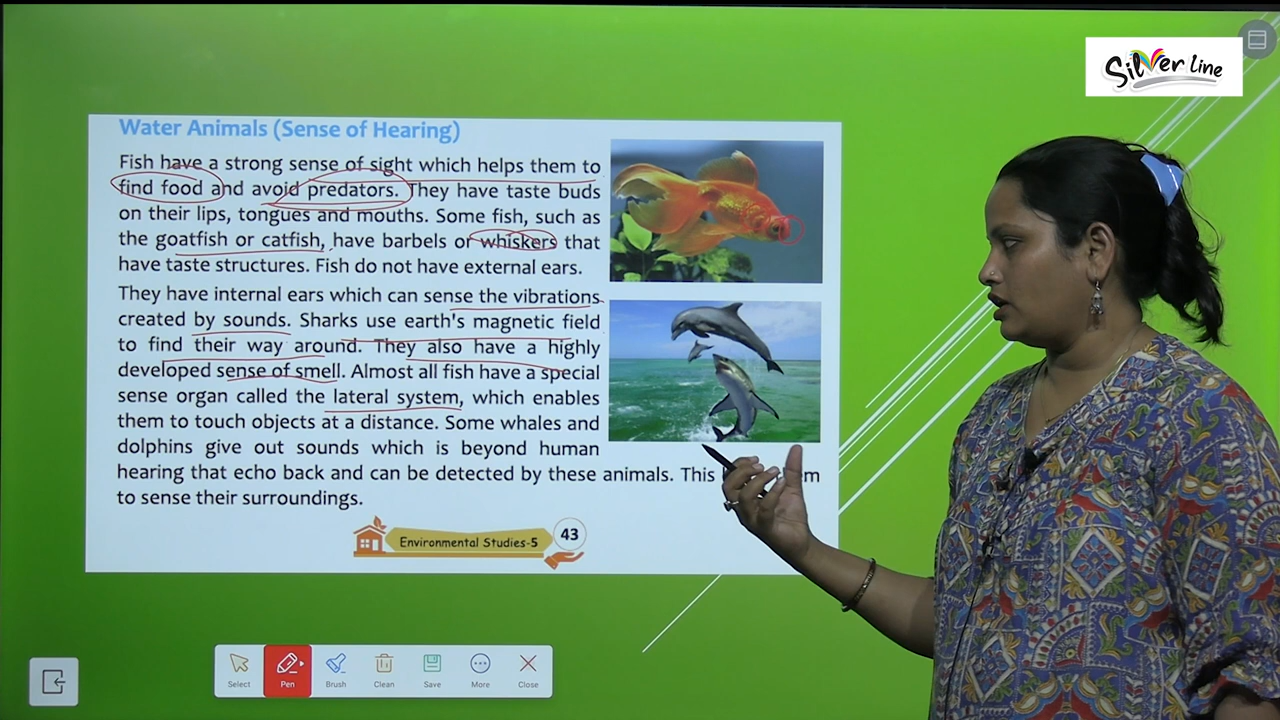 Silver Line
Water Animals (Sense of Hearing)
Fish have a strong sense of sight which helps them to
find food and avoid predators. They have taste buds
on their lips, tongues and mouths. Some fish, such as
the goatfish or catfish, have barbels or whiskers that
have taste structures. Fish do not have external ears.
They have internal ears which can sense the vibrations
created by sounds. Sharks use earth's magnetic field
to find their way around. They also have a highly
developed sense of smell. Almost all fish have a special
sense organ called the lateral system, which enables
them to touch objects at a distance. Some whales and
dolphins give out sounds which is beyond human
hearing that echo back and can be detected by these animals. This
to sense their surroundings.
Environmental Studies-5 43
Select Pen Brush Clean Save More Close